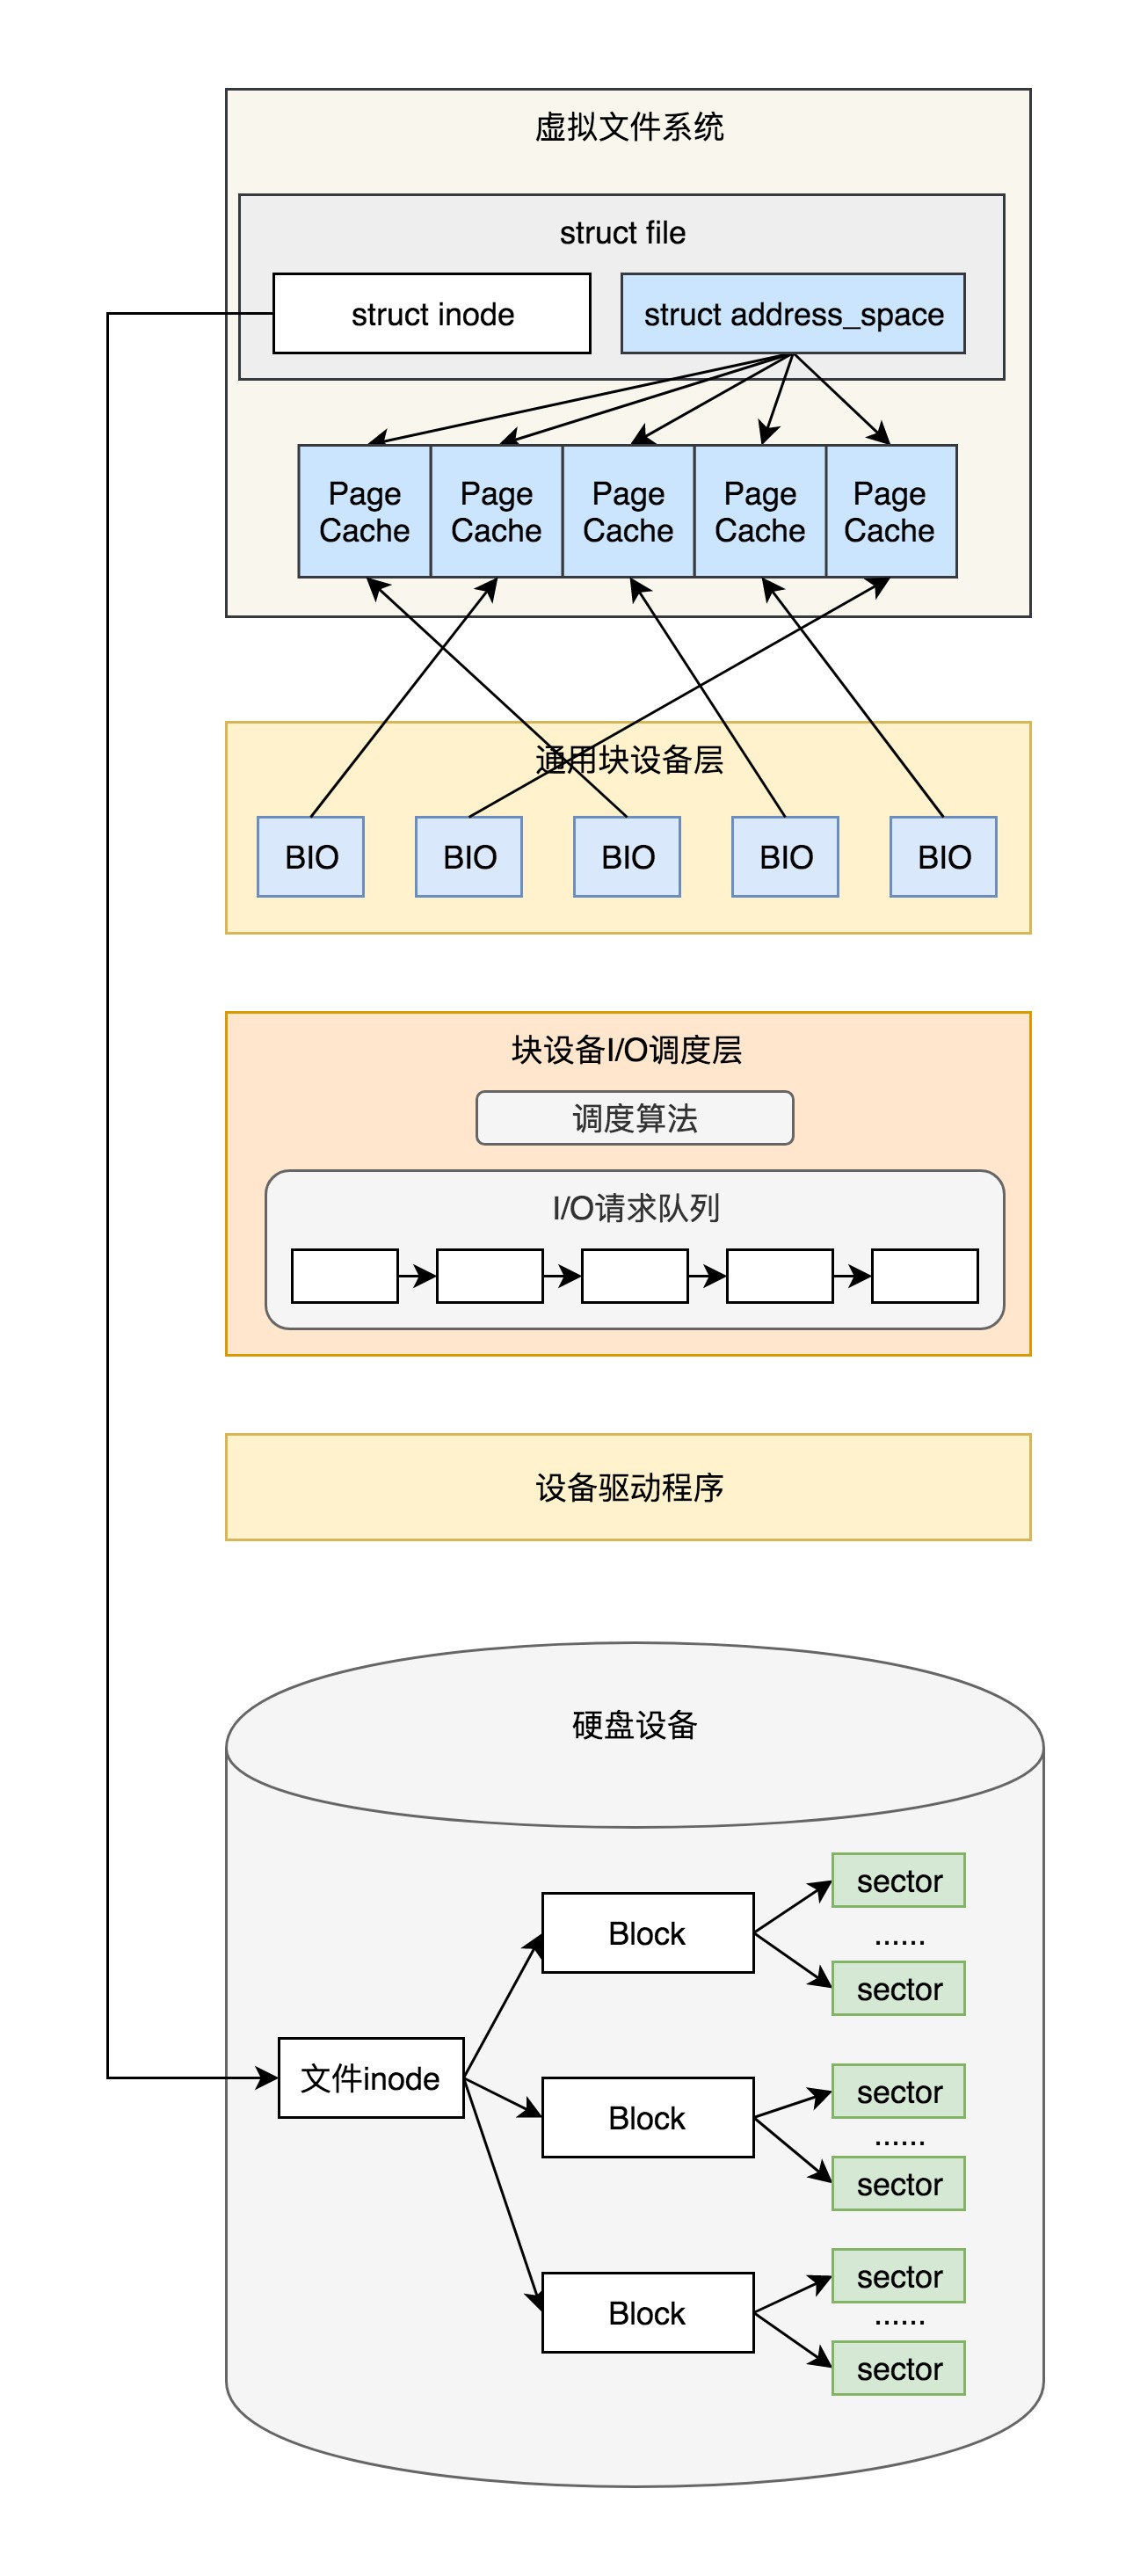 虚拟文件系统
struct file
struct inode
struct address_space
Page
Cache
Page
Cache
Page
Cache
Page
Cache
Page
Cache
通用块设备层
BIO
BIO
BIO
BIO
BIO
块设备I/O调度层
调度算法
I/O请求队列
设备驱动程序
硬盘设备
sector
......
sector
Block
文件inode
Block
sector
......
sector
Block
sector
......
sector